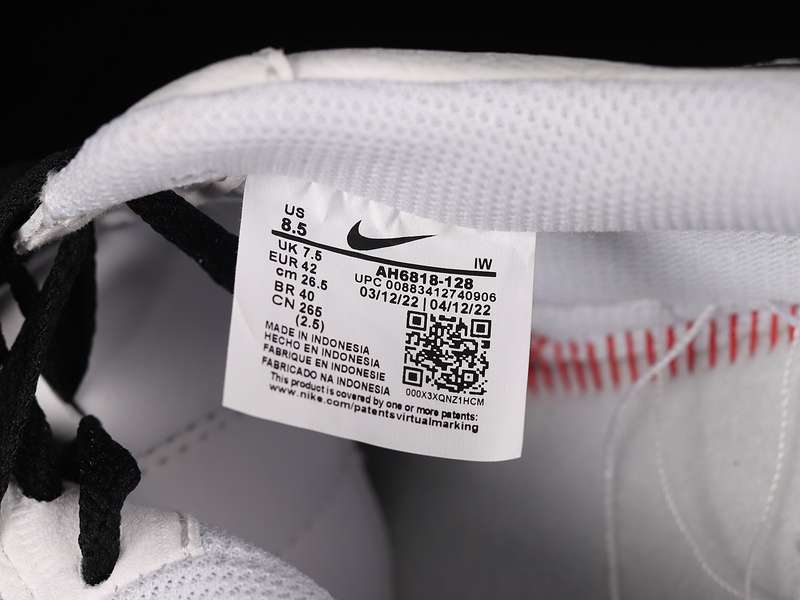 US
8.5
UK 7.5
EUR 42
cm 26.5
BR 40
CN 265
(2.5)
IW
AH6818-128
UPC 00883412740906
03/12/22 | 04/12/22
000X3XQNZ1HCM
MADE IN INDONESIA
HECHO EN INDONESIA
FABRIQUE EN INDONESIE
FABRICADO NA INDONESIA
This product is covered by one or more patents:
www.nike.com/patentsvirtualmarking